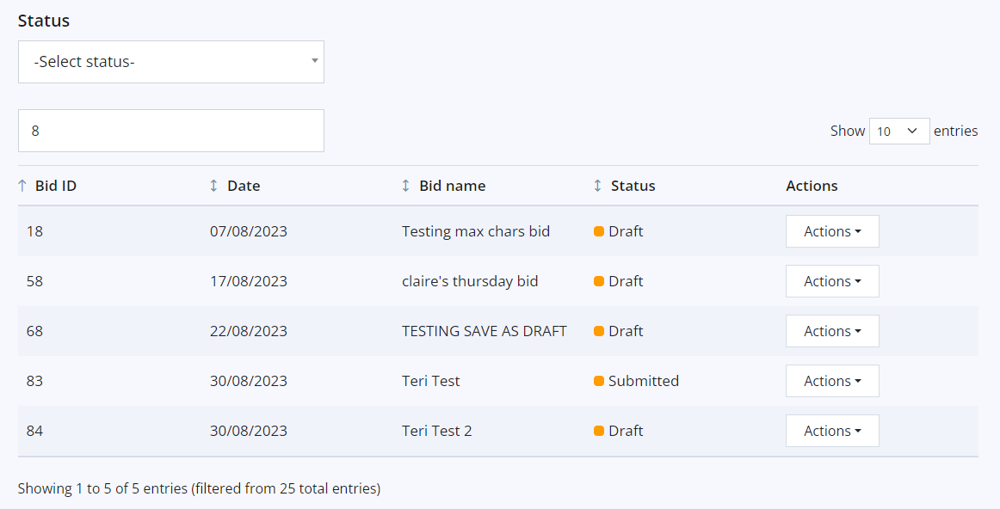 Status
-Select status-
8
Show 10 entries
Bid ID Date Bid name Status Actions
18 07/08/2023 Testing max chars bid Draft Actions
58 17/08/2023 claire's thursday bid Draft Actions
68 22/08/2023 TESTING SAVE AS DRAFT Draft Actions
83 30/08/2023 Teri Test Submitted Actions
84 30/08/2023 Teri Test 2 Draft Actions
Showing 1 to 5 of 5 entries (filtered from 25 total entries)